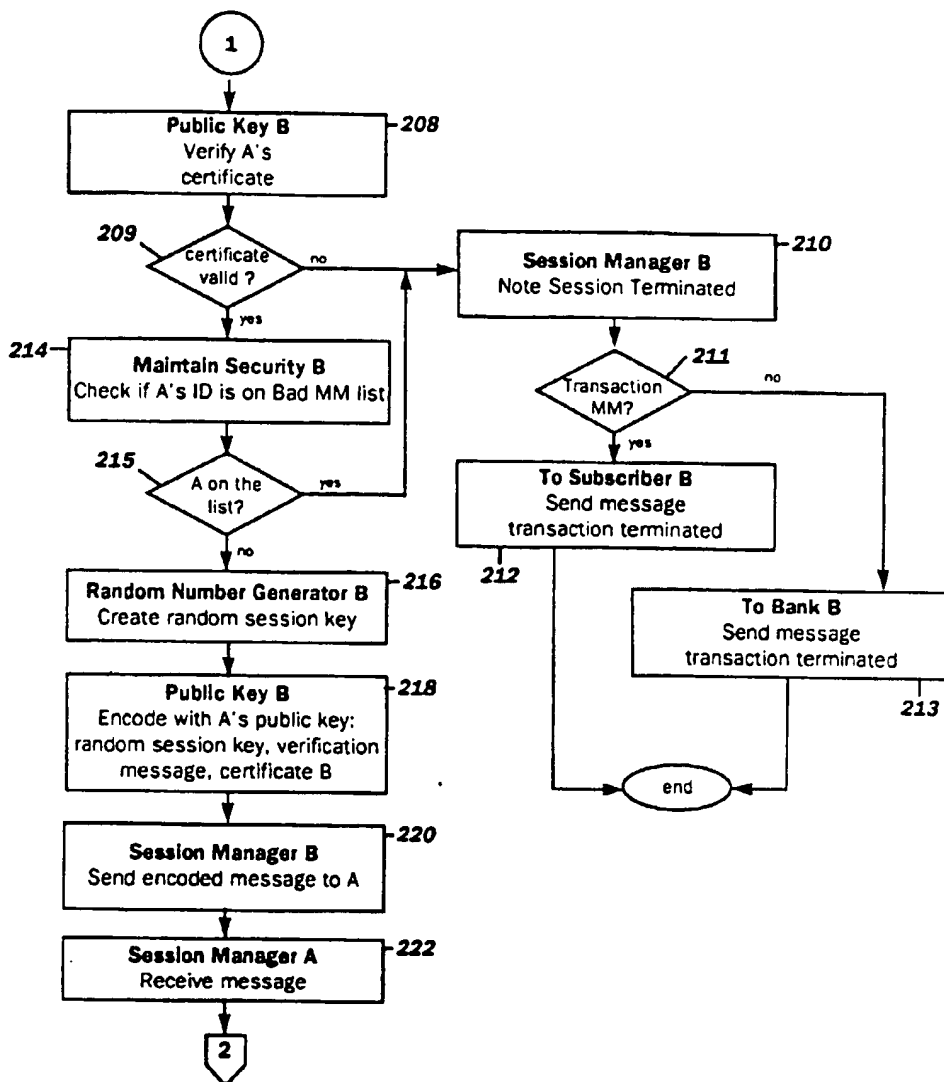 1
Public Key B
Verify A's
certificate
208
209
certificate
valid ?
no
yes
Session Manager B
Note Session Terminated
210
214
Maintain Security B
Check if A's ID is on Bad MM list
211
Transaction
MM?
no
yes
215
A on the
list?
yes
no
To Subscriber B
Send message
transaction terminated
212
Random Number Generator B
Create random session key
216
To Bank B
Send message
transaction terminated
213
Public Key B
Encode with A's public key:
random session key, verification
message, certificate B
218
end
Session Manager B
Send encoded message to A
220
Session Manager A
Receive message
222
2